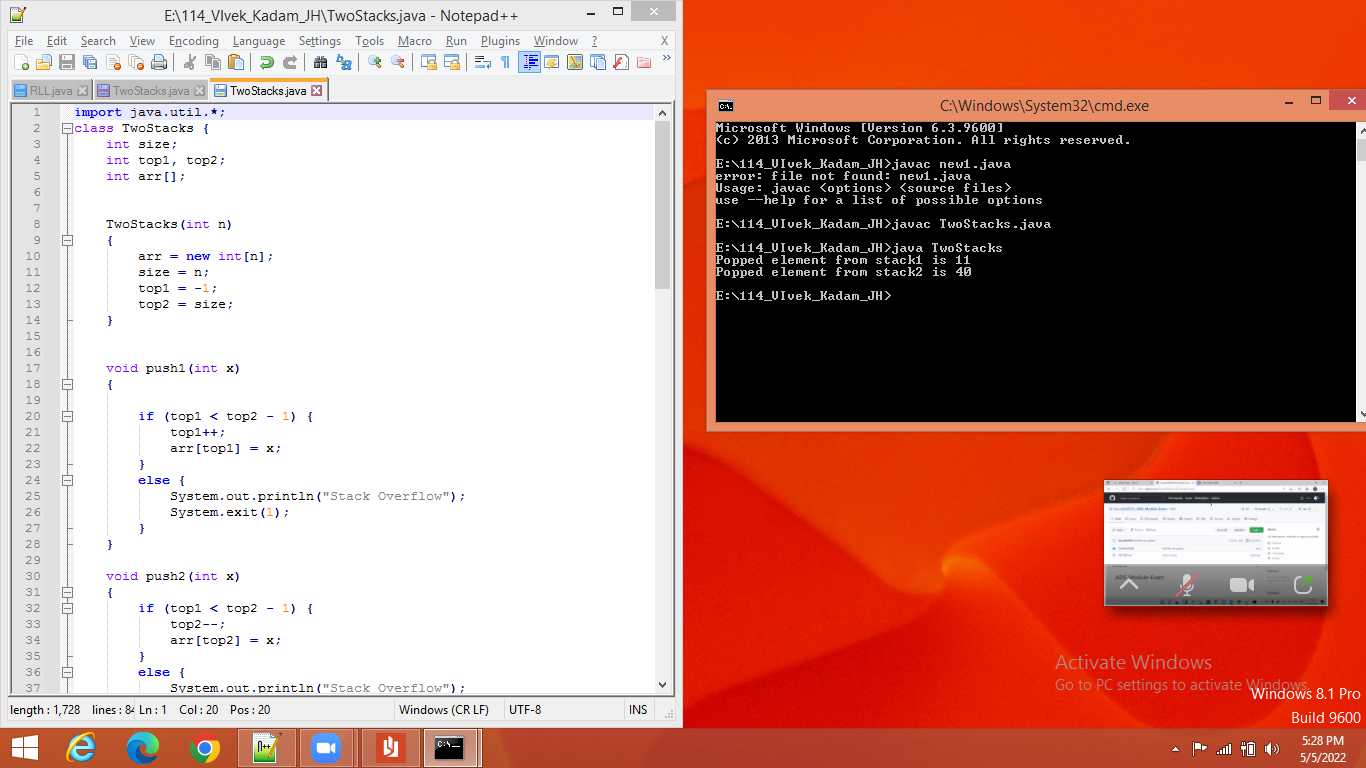 E:\114_VIvek_Kadam_JH\TwoStacks.java - Notepad++
File Edit Search View Encoding Language Settings Tools Macro Run Plugins Window ? X
RLL.java TwoStacks.java TwoStacks.java
1 import java.util.*;
2 class TwoStacks {
3 int size;
4 int top1, top2;
5 int arr[];
6
7
8 TwoStacks(int n)
9 {
10 arr = new int[n];
11 size = n;
12 top1 = -1;
13 top2 = size;
14 }
15
16
17 void push1(int x)
18 {
19
20 if (top1 < top2 - 1) {
21 top1++;
22 arr[top1] = x;
23 }
24 else {
25 System.out.println("Stack Overflow");
26 System.exit(1);
27 }
28 }
29
30 void push2(int x)
31 {
32 if (top1 < top2 - 1) {
33 top2--;
34 arr[top2] = x;
35 }
36 else {
37 System.out.println("Stack Overflow");
length : 1,728 lines : 84 Ln : 1 Col : 20 Pos : 20 Windows (CR LF) UTF-8 INS
C:\Windows\System32\cmd.exe
Microsoft Windows [Version 6.3.9600]
(c) 2013 Microsoft Corporation. All rights reserved.
E:\114_VIvek_Kadam_JH>javac new1.java
error: file not found: new1.java
Usage: javac <options> <source files>
use --help for a list of possible options
E:\114_VIvek_Kadam_JH>javac TwoStacks.java
E:\114_VIvek_Kadam_JH>java TwoStacks
Popped element from stack1 is 11
Popped element from stack2 is 40
E:\114_VIvek_Kadam_JH>
ADS_Module-Exam
Activate Windows
Go to PC settings to activate Windows.
Windows 8.1 Pro
Build 9600
5:28 PM
5/5/2022